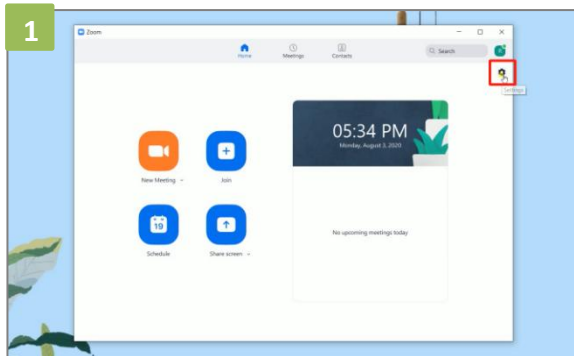 1
Zoom
Home
Meetings
Contacts
Search
Settings
05:34 PM
Monday, August 3, 2020
New Meeting
Join
19
Schedule
Share screen
No upcoming meetings today